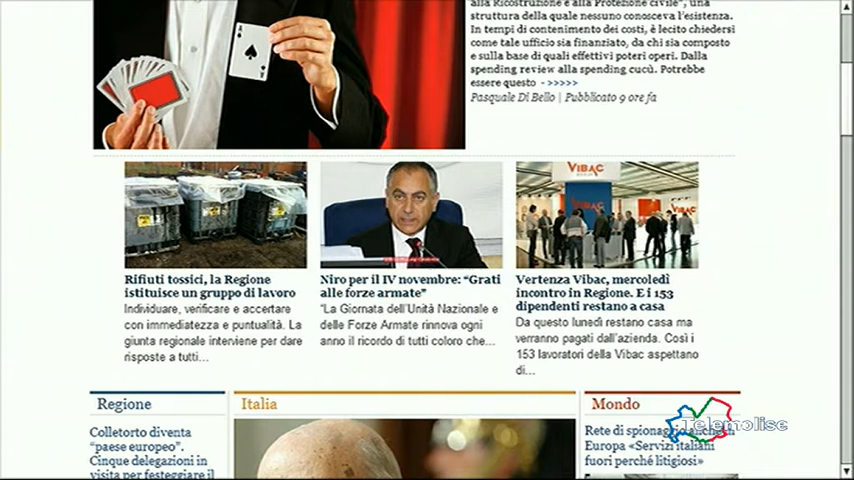 alla Ricostruzione e alla Protezione civile", una
struttura della quale nessuno conosceva l'esistenza.
In tempi di contenimento dei costi, è lecito chiedersi
come tale ufficio sia finanziato, da chi sia composto
e sulla base di quali effettivi poteri operi. Dalla
spending review alla spending cucù. Potrebbe
essere questo ->>>>>
Pasquale Di Bello | Pubblicato 9 ore fa
A
VIBAC
VIBAC
Rifiuti tossici, la Regione
istituisce un gruppo di lavoro
Individuare, verificare e accertare
con immediatezza e puntualità. La
giunta regionale interviene per dare
risposte a tutti...
Niro per il IV novembre: “Grati
alle forze armate”
“La Giornata dell'Unità Nazionale e
delle Forze Armate rinnova ogni
anno il ricordo di tutti coloro che...
Vertenza Vibac, mercoledì
incontro in Regione. E i 153
dipendenti restano a casa
Da questo lunedì restano casa ma
verranno pagati dall'azienda. Così i
153 lavoratori della Vibac aspettano
di...
Regione
Colletorto diventa
“paese europeo”.
Cinque delegazioni in
visita per festeggiare il
Italia
Mondo
Telemolise
Rete di spionaggio anche in
Europa «Servizi italiani
fuori perché litigiosi»